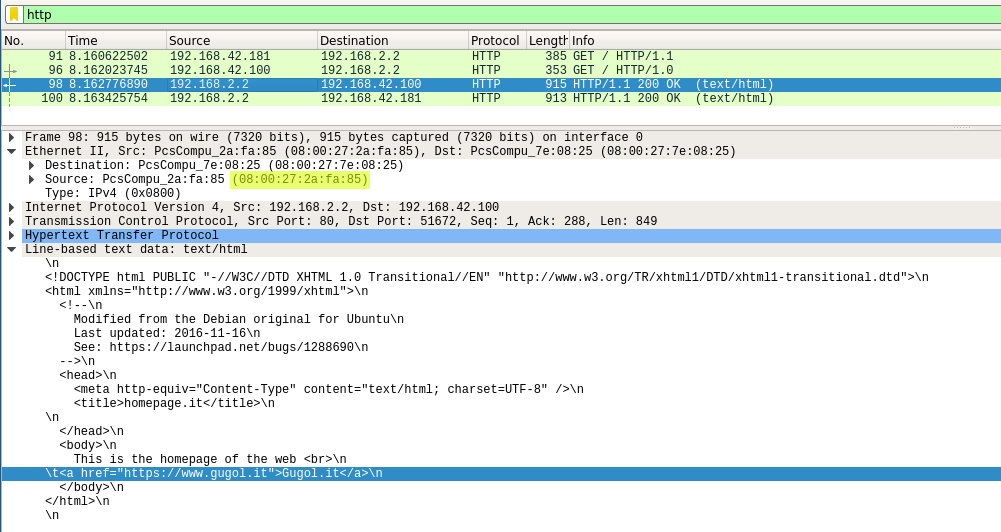 http
No. Time Source Destination Protocol Length Info
91 8.160622502 192.168.42.181 192.168.2.2 HTTP 385 GET / HTTP/1.1
96 8.162023745 192.168.42.100 192.168.2.2 HTTP 353 GET / HTTP/1.0
98 8.162776890 192.168.2.2 192.168.42.100 HTTP 915 HTTP/1.1 200 OK (text/html)
100 8.163425754 192.168.2.2 192.168.42.181 HTTP 913 HTTP/1.1 200 OK (text/html)
Frame 98: 915 bytes on wire (7320 bits), 915 bytes captured (7320 bits) on interface 0
Ethernet II, Src: PcsCompu_2a:fa:85 (08:00:27:2a:fa:85), Dst: PcsCompu_7e:08:25 (08:00:27:7e:08:25)
Destination: PcsCompu_7e:08:25 (08:00:27:7e:08:25)
Source: PcsCompu_2a:fa:85 (08:00:27:2a:fa:85)
Type: IPv4 (0x0800)
Internet Protocol Version 4, Src: 192.168.2.2, Dst: 192.168.42.100
Transmission Control Protocol, Src Port: 80, Dst Port: 51672, Seq: 1, Ack: 288, Len: 849
Hypertext Transfer Protocol
Line-based text data: text/html
\n
<!DOCTYPE html PUBLIC "-//W3C//DTD XHTML 1.0 Transitional//EN" "http://www.w3.org/TR/xhtml1/DTD/xhtml1-transitional.dtd">\n
<html xmlns="http://www.w3.org/1999/xhtml">\n
<!--\n
Modified from the Debian original for Ubuntu\n
Last updated: 2016-11-16\n
See: https://launchpad.net/bugs/1288690\n
-->\n
<head>\n
<meta http-equiv="Content-Type" content="text/html; charset=UTF-8" />\n
<title>homepage.it</title>\n
\n
</head>\n
<body>\n
This is the homepage of the web <br>\n
\t<a href="https://www.gugol.it">Gugol.it</a>\n
</body>\n
</html>\n
\n